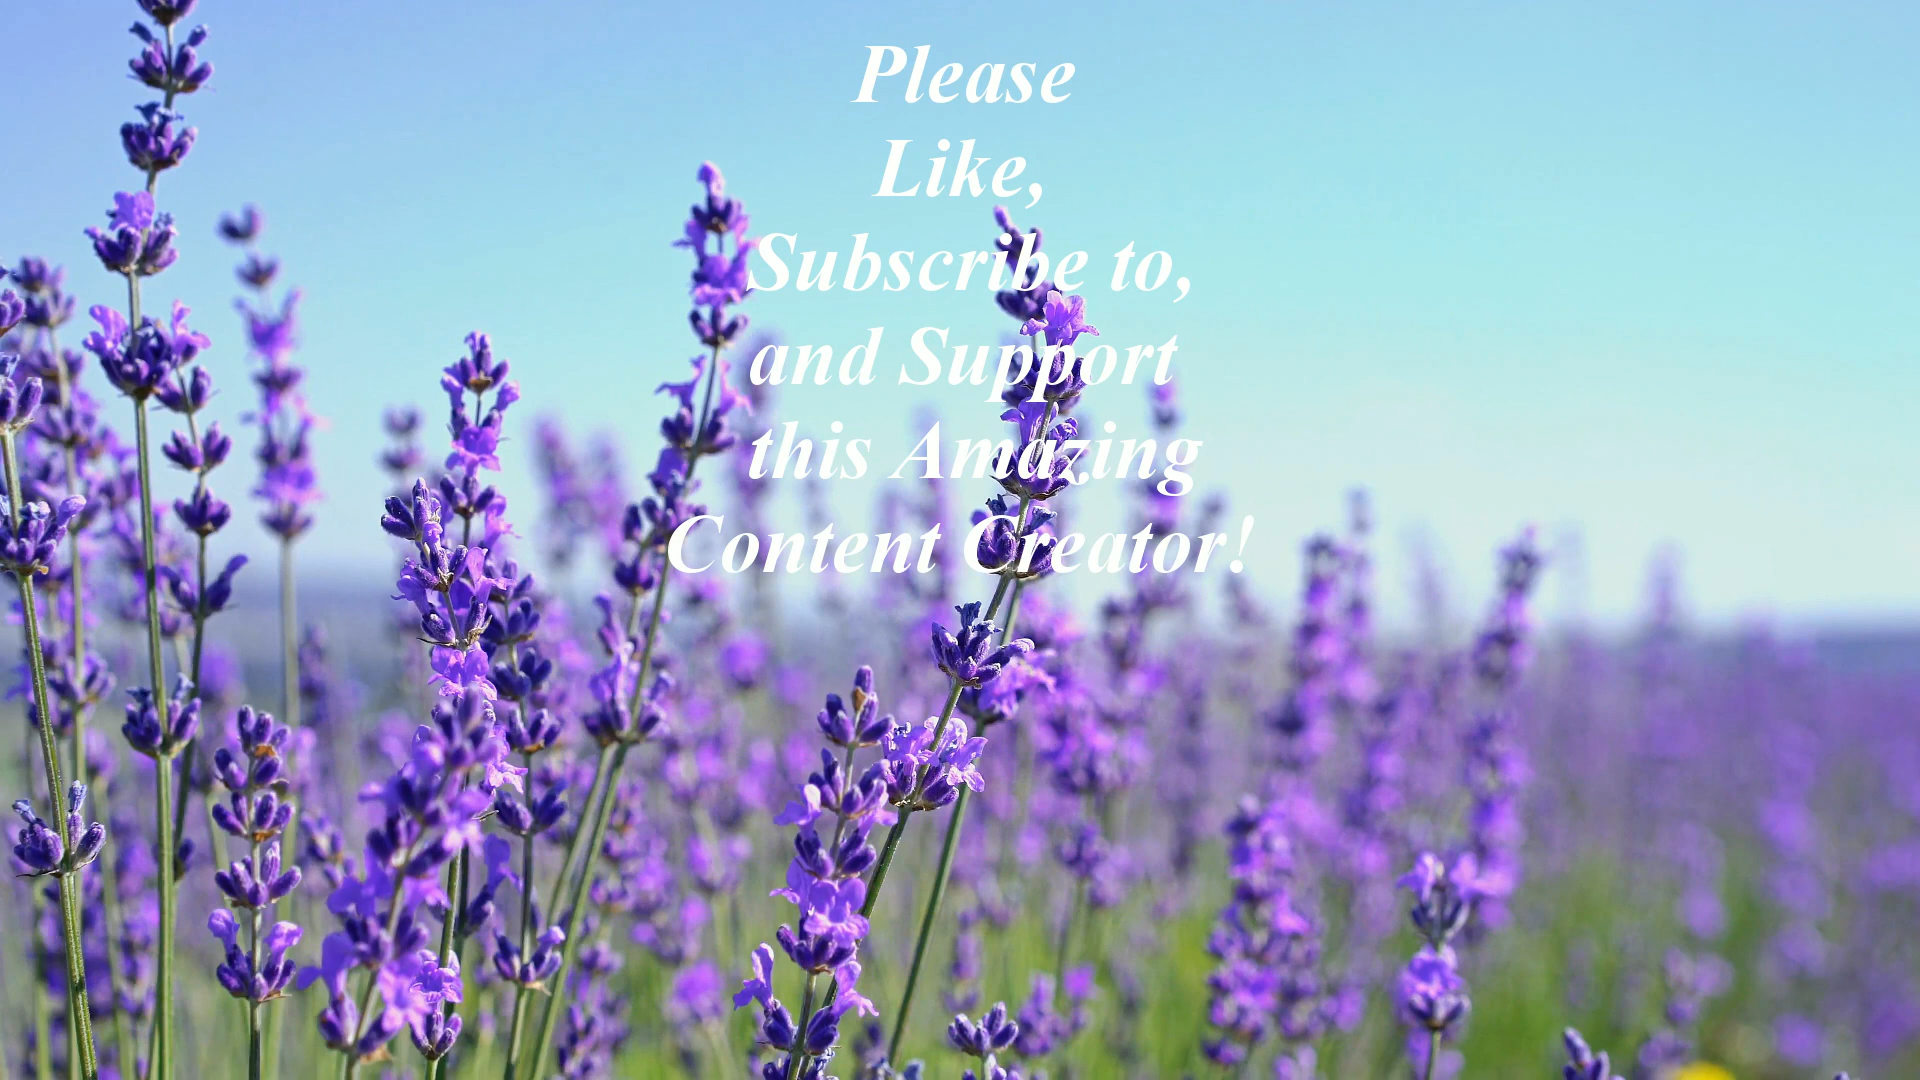 Please
Like,
Subscribe to,
and Support
this Amazing
Content Creator!